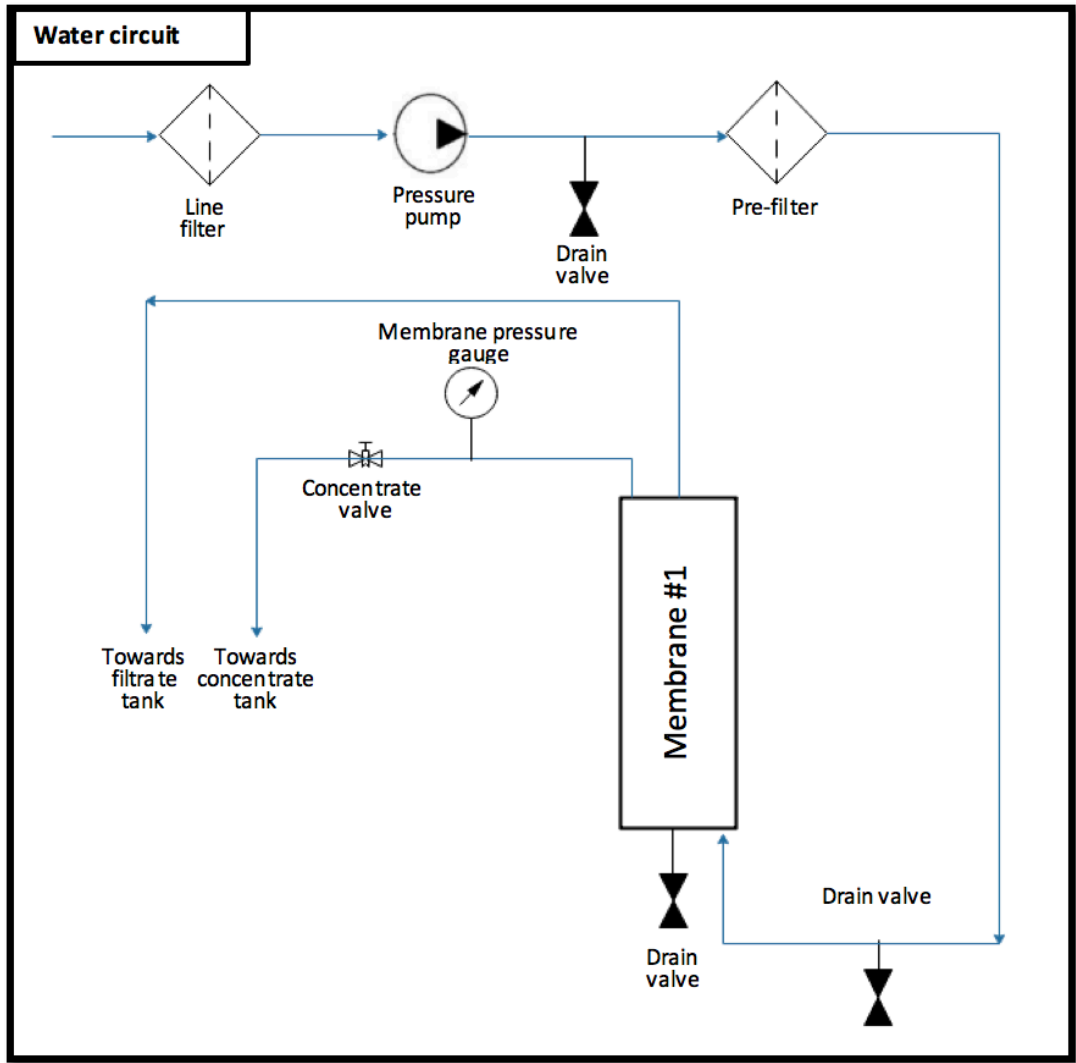 Water circuit
Line
filter
Pressure
pump
Drain
valve
Pre-filter
Membrane pressure
gauge
Concentrate
valve
Towards
filtrate
tank
Towards
concentrate
tank
Membrane #1
Drain
valve
Drain valve